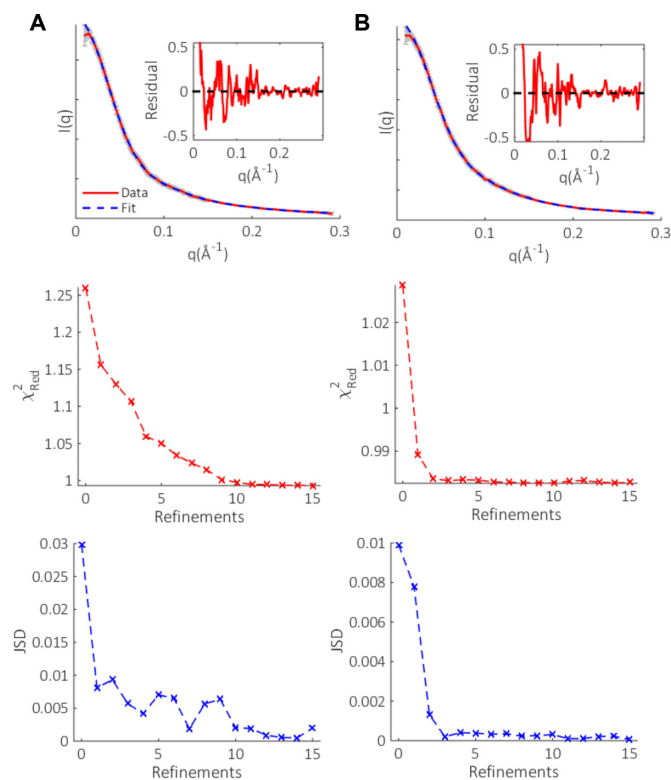 A
B
0.5
0
-0.5
Residual
0
0.1
0.2
q(Å⁻¹)
I(q)
Data
Fit
0
0.1
0.2
0.3
q(Å⁻¹)
0.5
0
-0.5
Residual
0
0.1
0.2
q(Å⁻¹)
I(q)
0
0.1
0.2
0.3
q(Å⁻¹)
1.25
1.2
1.15
1.1
1.05
1
χ²Red
0
5
10
15
Refinements
1.02
1.01
1
0.99
χ²Red
0
5
10
15
Refinements
0.03
0.025
0.02
0.015
0.01
0.005
0
JSD
0
5
10
15
Refinements
0.01
0.008
0.006
0.004
0.002
0
JSD
0
5
10
15
Refinements